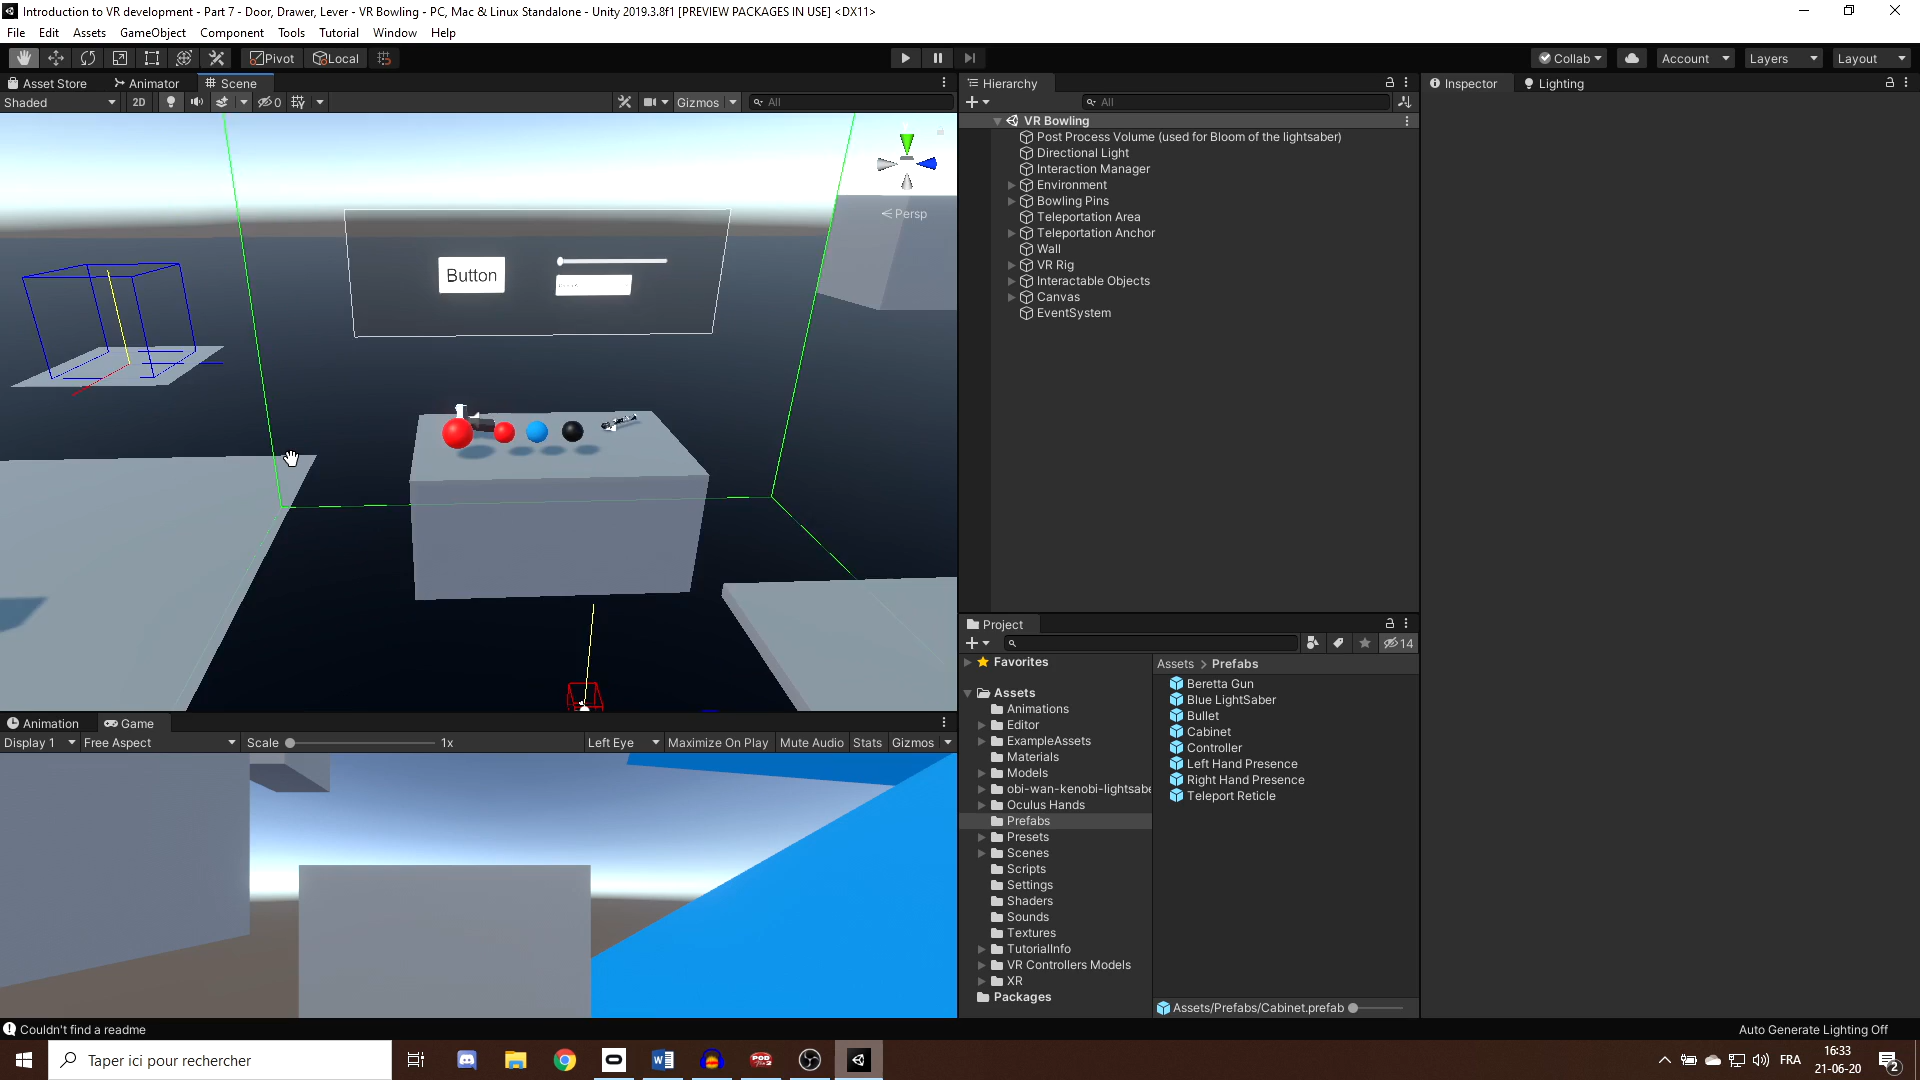 Introduction to VR development - Part 7 - Door, Drawer, Lever - VR Bowling - PC, Mac & Linux Standalone - Unity 2019.3.8f1 [PREVIEW PACKAGES IN USE] <DX11>
File Edit Assets GameObject Component Tools Tutorial Window Help
Pivot Local Collab Account Layers Layout
Asset Store Animator Scene
Shaded 2D 0 Gizmos All
Persp
Button
Hierarchy
All
VR Bowling
Post Process Volume (used for Bloom of the lightsaber)
Directional Light
Interaction Manager
Environment
Bowling Pins
Teleportation Area
Teleportation Anchor
Wall
VR Rig
Interactable Objects
Canvas
EventSystem
Inspector Lighting
Animation Game
Display 1 Free Aspect Scale 1x Left Eye Maximize On Play Mute Audio Stats Gizmos
Project
14
Favorites
Assets
Animations
Editor
ExampleAssets
Materials
Models
obi-wan-kenobi-lightsabe
Oculus Hands
Prefabs
Presets
Scenes
Scripts
Settings
Shaders
Sounds
Textures
TutorialInfo
VR Controllers Models
XR
Packages
Assets > Prefabs
Beretta Gun
Blue LightSaber
Bullet
Cabinet
Controller
Left Hand Presence
Right Hand Presence
Teleport Reticle
Assets/Prefabs/Cabinet.prefab
Couldn't find a readme
Auto Generate Lighting Off
Taper ici pour rechercher
FRA
16:33
21-06-20
2